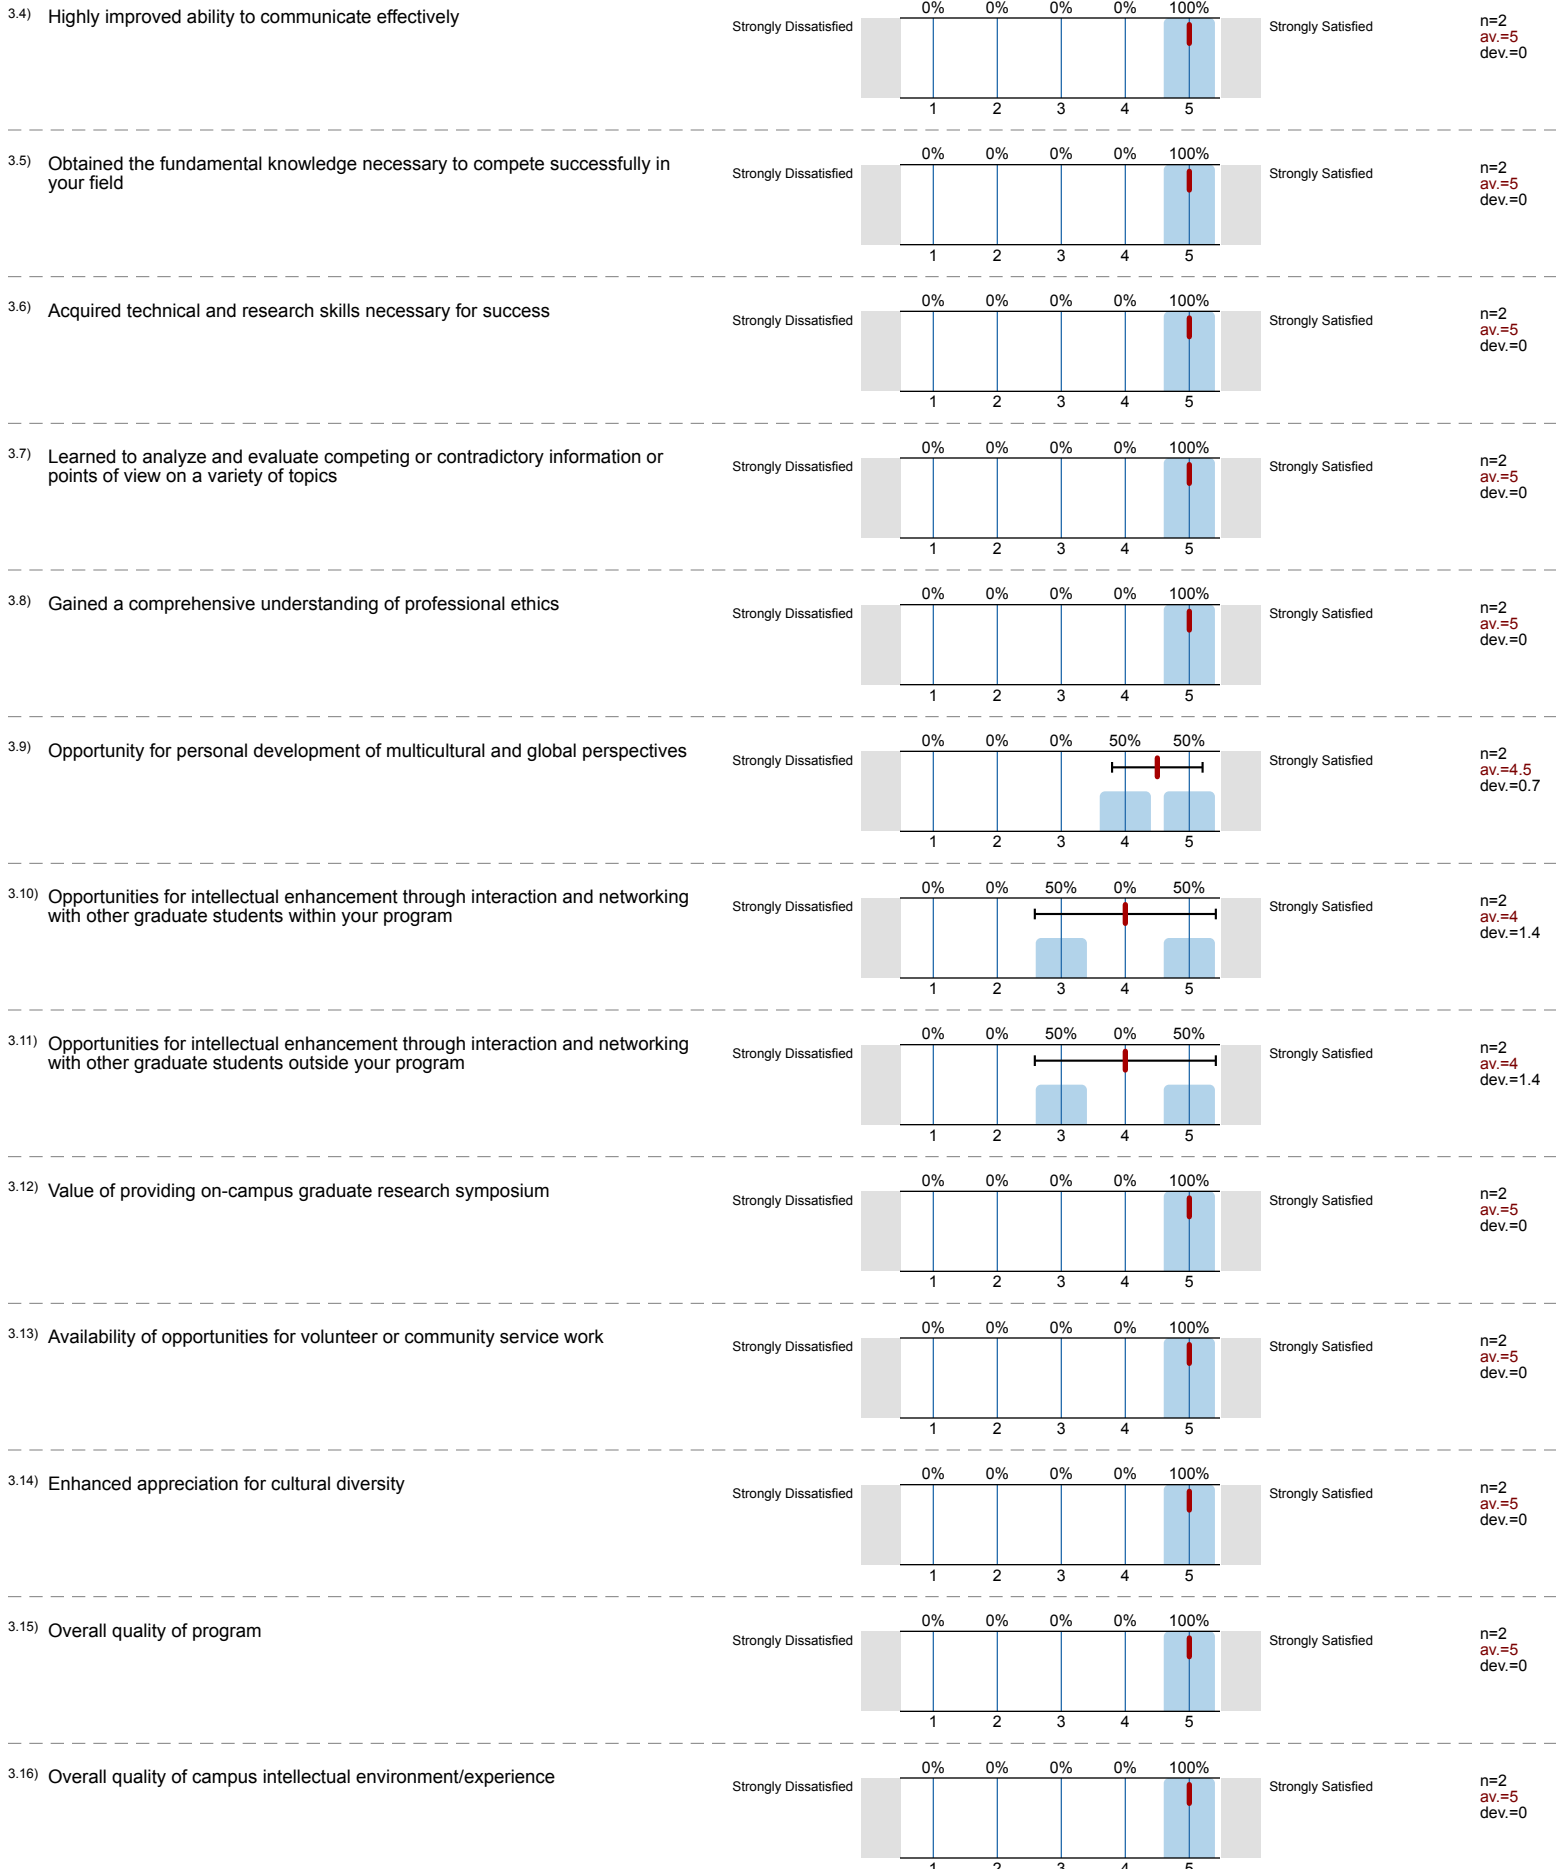 3.4) Highly improved ability to communicate effectively
0% 0% 0% 0% 100%
Strongly Dissatisfied Strongly Satisfied
n=2
av.=5
dev.=0
1 2 3 4 5
3.5) Obtained the fundamental knowledge necessary to compete successfully in
your field
0% 0% 0% 0% 100%
Strongly Dissatisfied Strongly Satisfied
n=2
av.=5
dev.=0
1 2 3 4 5
3.6) Acquired technical and research skills necessary for success
0% 0% 0% 0% 100%
Strongly Dissatisfied Strongly Satisfied
n=2
av.=5
dev.=0
1 2 3 4 5
3.7) Learned to analyze and evaluate competing or contradictory information or
points of view on a variety of topics
0% 0% 0% 0% 100%
Strongly Dissatisfied Strongly Satisfied
n=2
av.=5
dev.=0
1 2 3 4 5
3.8) Gained a comprehensive understanding of professional ethics
0% 0% 0% 0% 100%
Strongly Dissatisfied Strongly Satisfied
n=2
av.=5
dev.=0
1 2 3 4 5
3.9) Opportunity for personal development of multicultural and global perspectives
0% 0% 0% 50% 50%
Strongly Dissatisfied Strongly Satisfied
n=2
av.=4.5
dev.=0.7
1 2 3 4 5
3.10) Opportunities for intellectual enhancement through interaction and networking
with other graduate students within your program
0% 0% 50% 0% 50%
Strongly Dissatisfied Strongly Satisfied
n=2
av.=4
dev.=1.4
1 2 3 4 5
3.11) Opportunities for intellectual enhancement through interaction and networking
with other graduate students outside your program
0% 0% 50% 0% 50%
Strongly Dissatisfied Strongly Satisfied
n=2
av.=4
dev.=1.4
1 2 3 4 5
3.12) Value of providing on-campus graduate research symposium
0% 0% 0% 0% 100%
Strongly Dissatisfied Strongly Satisfied
n=2
av.=5
dev.=0
1 2 3 4 5
3.13) Availability of opportunities for volunteer or community service work
0% 0% 0% 0% 100%
Strongly Dissatisfied Strongly Satisfied
n=2
av.=5
dev.=0
1 2 3 4 5
3.14) Enhanced appreciation for cultural diversity
0% 0% 0% 0% 100%
Strongly Dissatisfied Strongly Satisfied
n=2
av.=5
dev.=0
1 2 3 4 5
3.15) Overall quality of program
0% 0% 0% 0% 100%
Strongly Dissatisfied Strongly Satisfied
n=2
av.=5
dev.=0
1 2 3 4 5
3.16) Overall quality of campus intellectual environment/experience
0% 0% 0% 0% 100%
Strongly Dissatisfied Strongly Satisfied
n=2
av.=5
dev.=0
1 2 3 4 5